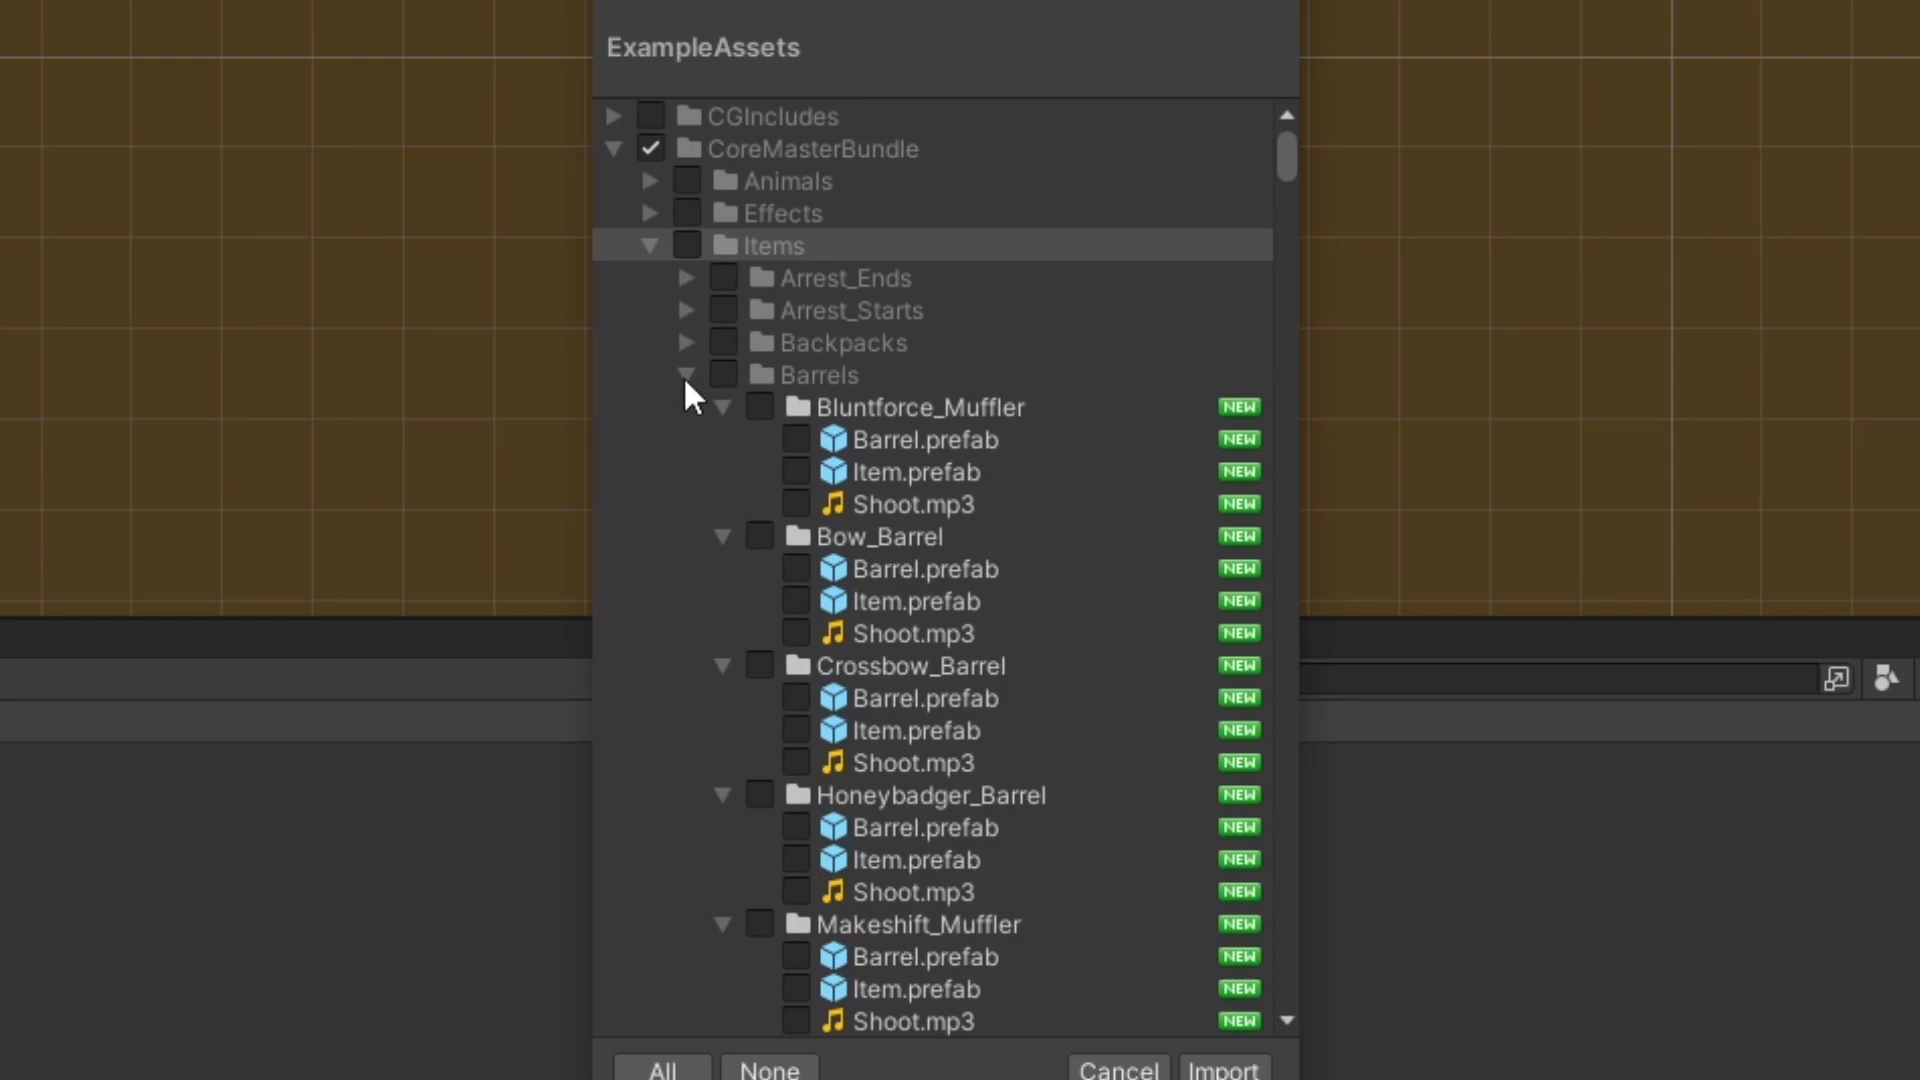 ExampleAssets
CGIncludes
CoreMasterBundle
Animals
Effects
Items
Arrest_Ends
Arrest_Starts
Backpacks
Barrels
Bluntforce_Muffler NEW
Barrel.prefab NEW
Item.prefab NEW
Shoot.mp3 NEW
Bow_Barrel NEW
Barrel.prefab NEW
Item.prefab NEW
Shoot.mp3 NEW
Crossbow_Barrel NEW
Barrel.prefab NEW
Item.prefab NEW
Shoot.mp3 NEW
Honeybadger_Barrel NEW
Barrel.prefab NEW
Item.prefab NEW
Shoot.mp3 NEW
Makeshift_Muffler NEW
Barrel.prefab NEW
Item.prefab NEW
Shoot.mp3 NEW
All None Cancel Import